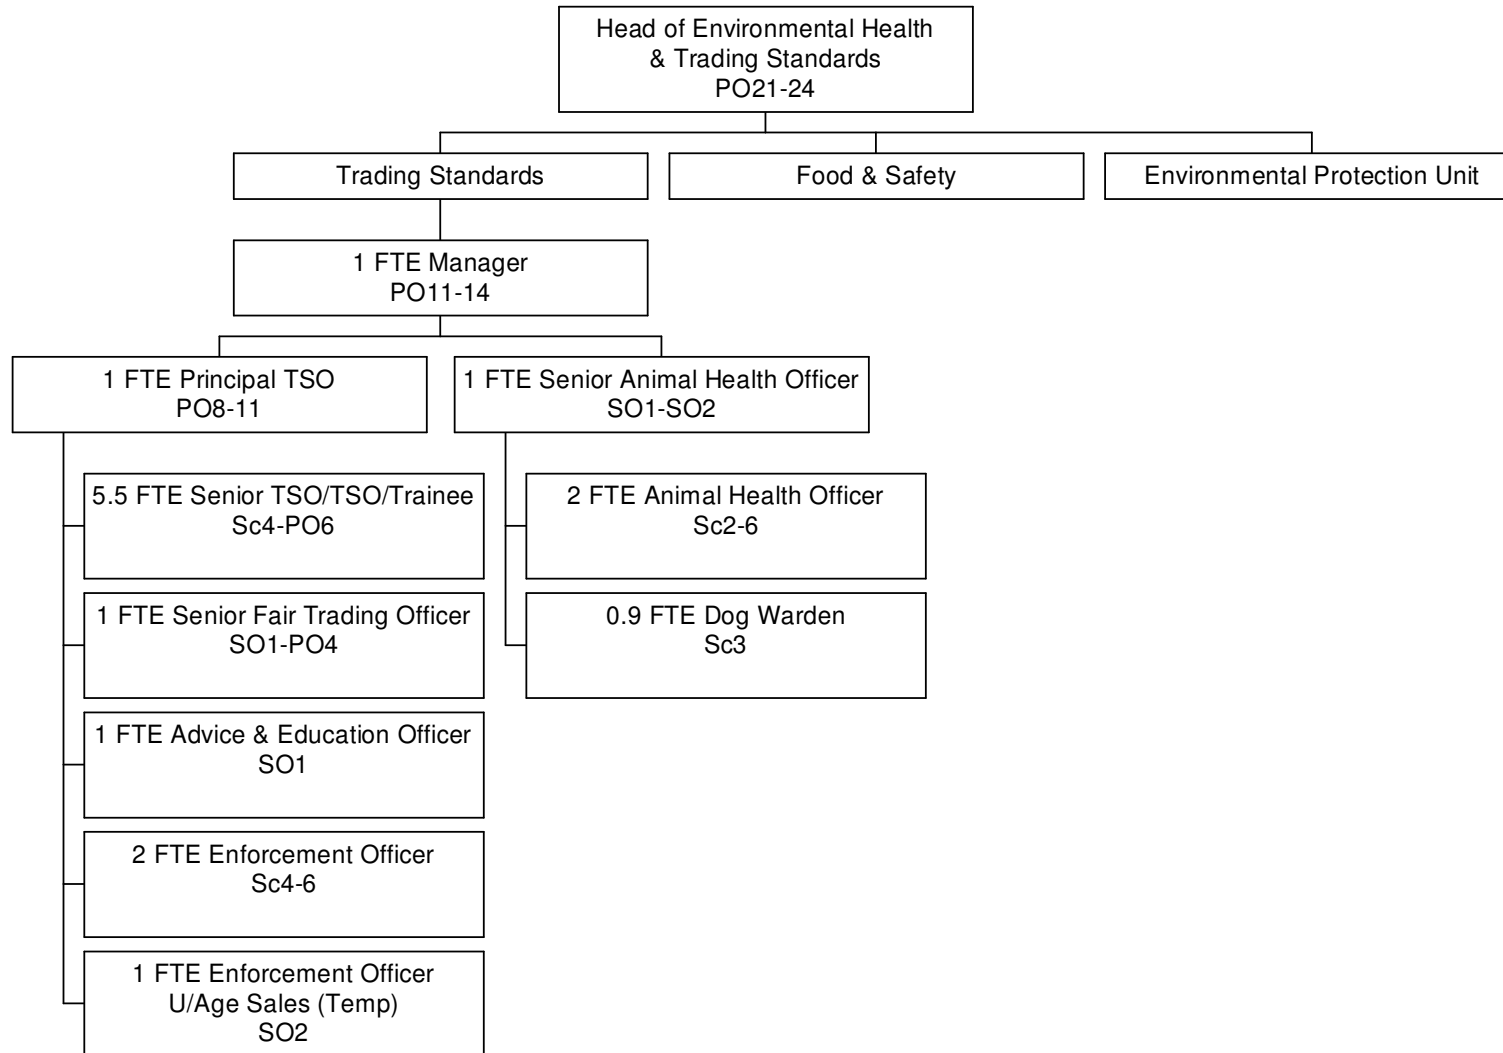 Head of Environmental Health
& Trading Standards
PO21-24
Trading Standards
Food & Safety
Environmental Protection Unit
1 FTE Manager
PO11-14
1 FTE Principal TSO
PO8-11
1 FTE Senior Animal Health Officer
SO1-SO2
5.5 FTE Senior TSO/TSO/Trainee
Sc4-PO6
1 FTE Senior Fair Trading Officer
SO1-PO4
1 FTE Advice & Education Officer
SO1
2 FTE Enforcement Officer
Sc4-6
1 FTE Enforcement Officer
U/Age Sales (Temp)
SO2
2 FTE Animal Health Officer
Sc2-6
0.9 FTE Dog Warden
Sc3